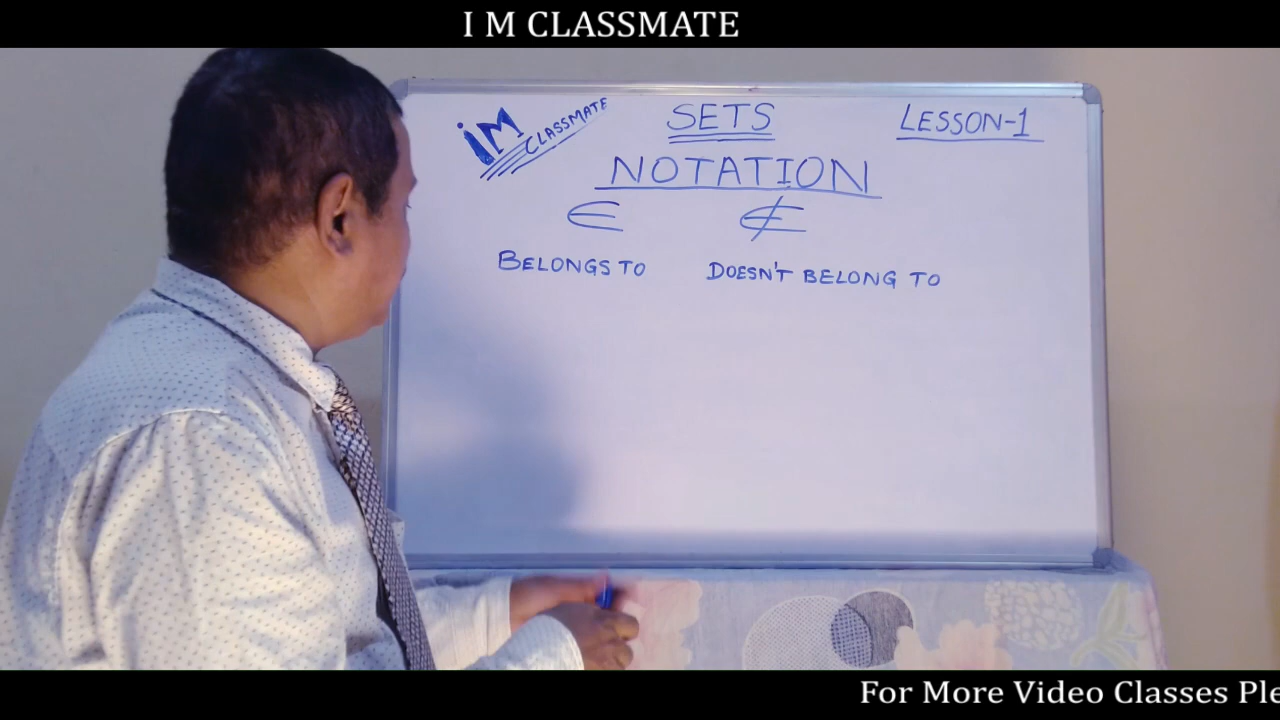 I M CLASSMATE
iM CLASSMATE
SETS
LESSON-1
NOTATION
∈ ∉
BELONGS TO DOESN'T BELONG TO
For More Video Classes Ple